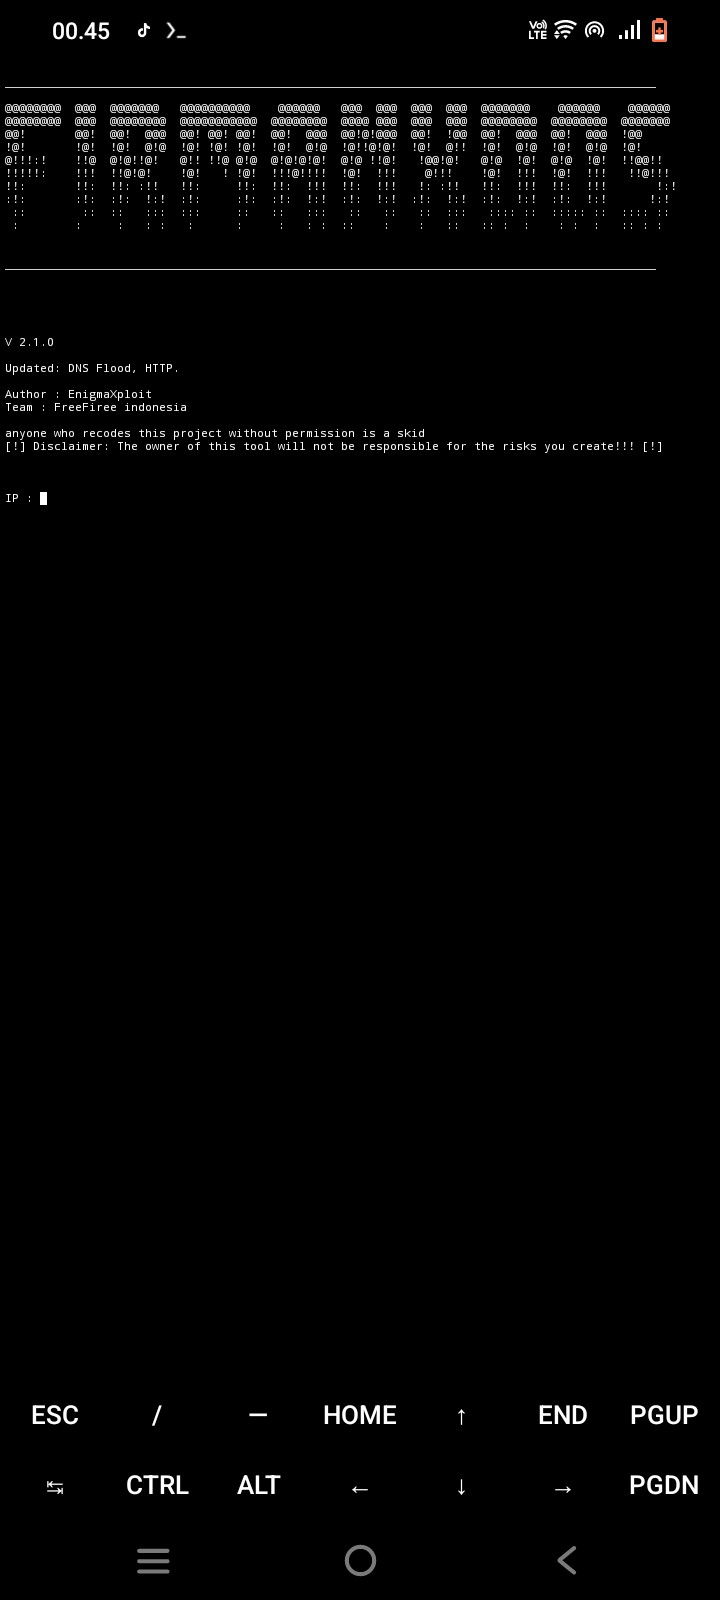 00.45
Vo) LTE
V 2.1.0
Updated: DNS Flood, HTTP.
Author : EnigmaXploit
Team : FreeFiree indonesia
anyone who recodes this project without permission is a skid
[!] Disclaimer: The owner of this tool will not be responsible for the risks you create!!! [!]
IP :
ESC / — HOME ↑ END PGUP
↹ CTRL ALT ← ↓ → PGDN